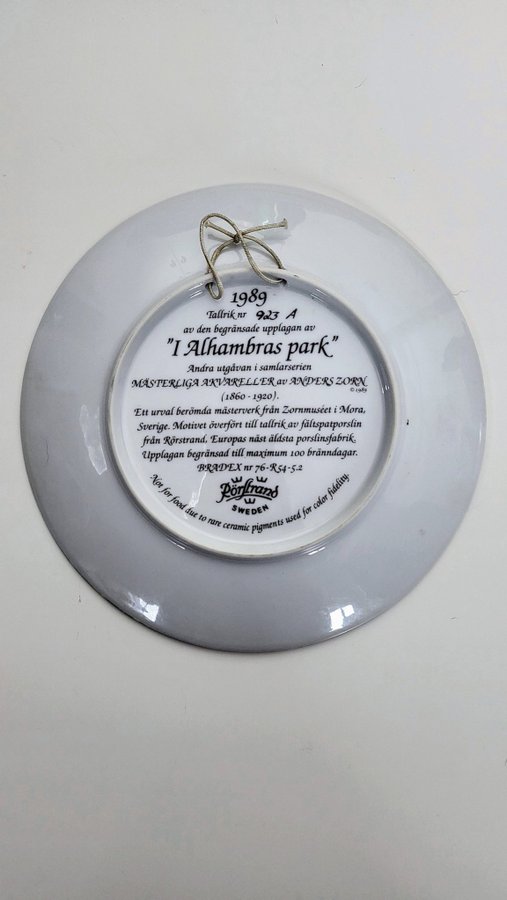 1989
Tallrik nr 923 A
av den begränsade upplagan av
"I Alhambras park"
Andra utgåvan i samlarserien
MÄSTERLIGA AKVARELLER av ANDERS ZORN
© 1989
(1860 - 1920).
Ett urval berömda mästerverk från Zornmuséet i Mora,
Sverige. Motivet överfört till tallrik av fältspatporslin
från Rörstrand, Europas näst äldsta porslinsfabrik.
Upplagan begränsad till maximum 100 bränndagar.
BRADEX nr 76-R54-5.2
Rörstrand
SWEDEN
Not for food due to rare ceramic pigments used for color fidelity.